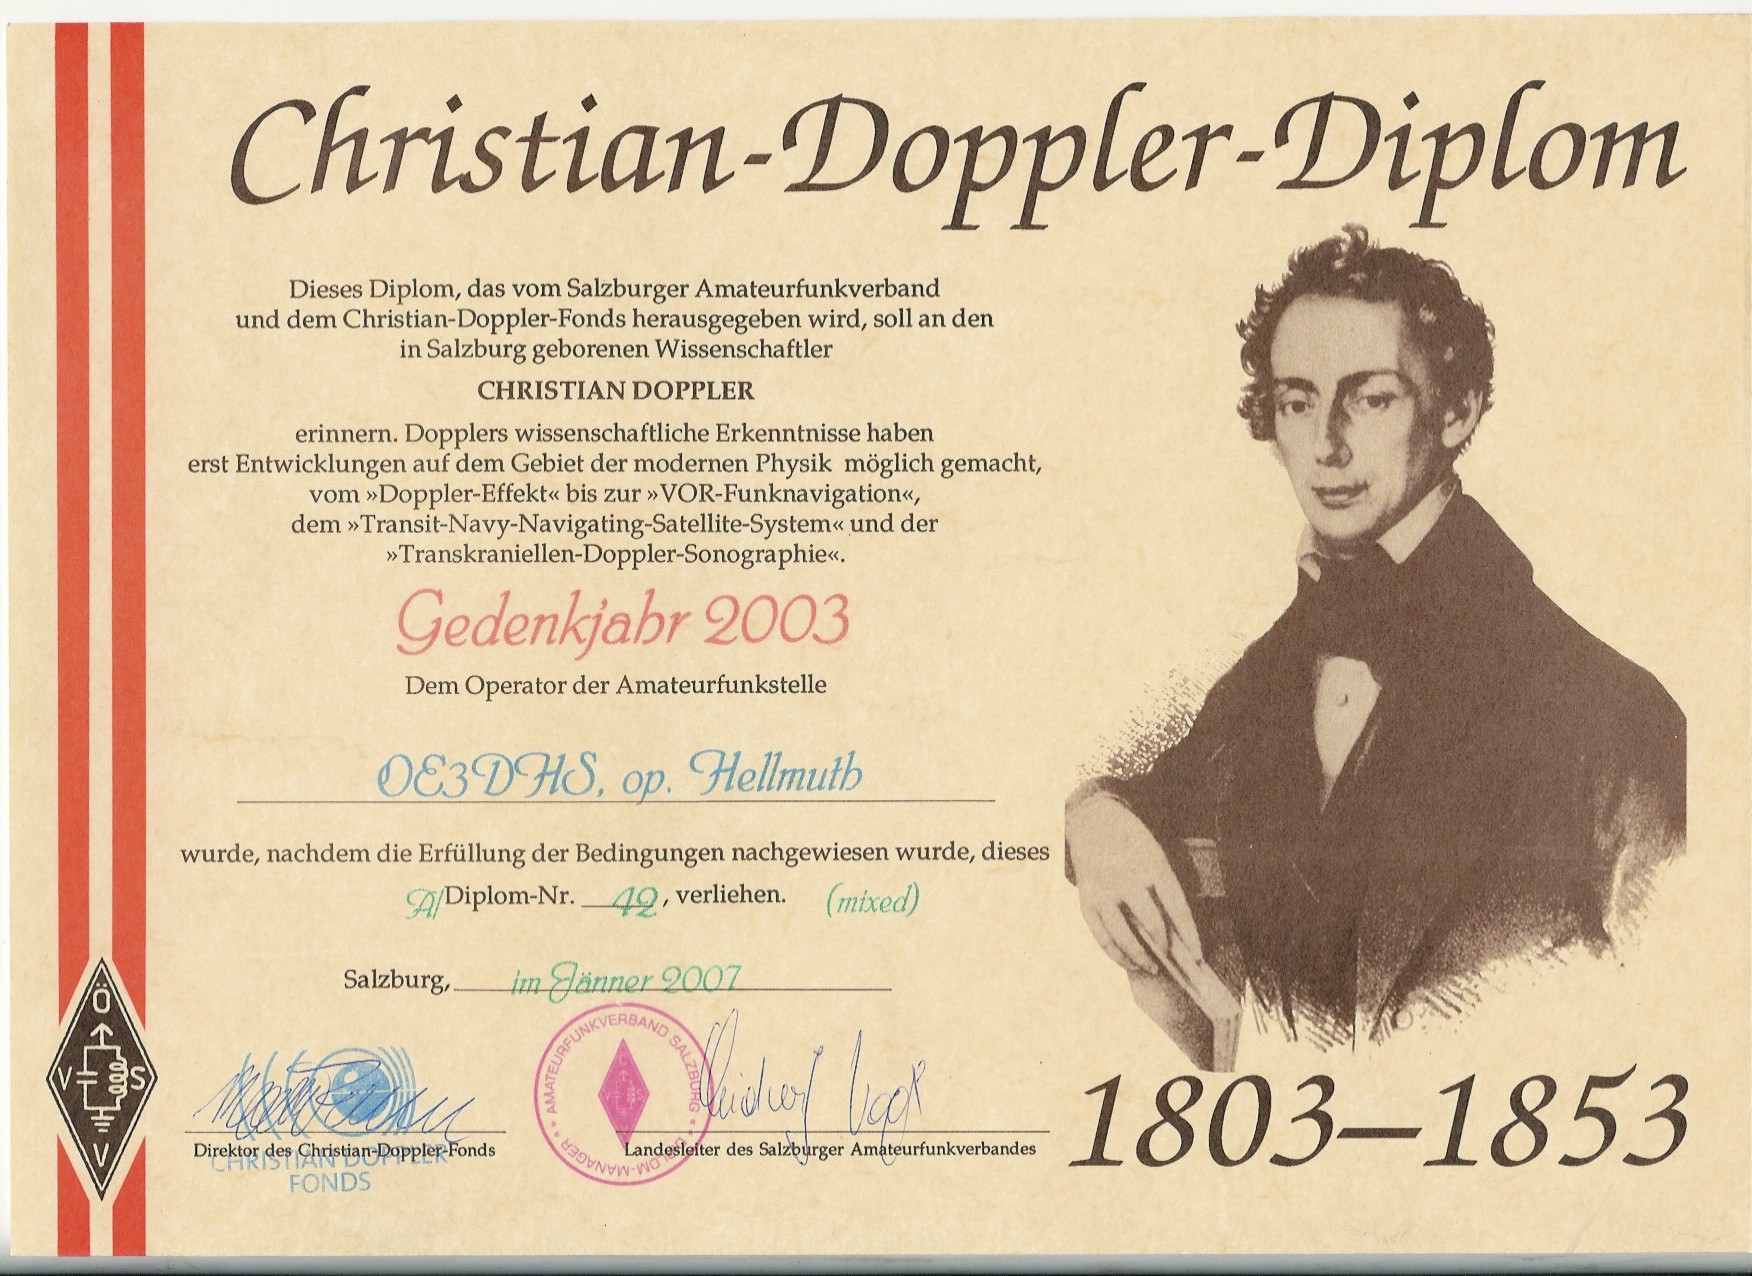 Christian-Doppler-Diplom
Dieses Diplom, das vom Salzburger Amateurfunkverband
und dem Christian-Doppler-Fonds herausgegeben wird, soll an den
in Salzburg geborenen Wissenschaftler
CHRISTIAN DOPPLER
erinnern. Dopplers wissenschaftliche Erkenntnisse haben
erst Entwicklungen auf dem Gebiet der modernen Physik möglich gemacht,
vom »Doppler-Effekt« bis zur »VOR-Funknavigation«,
dem »Transit-Navy-Navigating-Satellite-System« und der
»Transkraniellen-Doppler-Sonographie«.
Gedenkjahr 2003
Dem Operator der Amateurfunkstelle
OE3DHS, op. Hellmuth
wurde, nachdem die Erfüllung der Bedingungen nachgewiesen wurde, dieses
A/Diplom-Nr. 42, verliehen. (mixed)
Salzburg, im Jänner 2007
Ö
V S
V
AMATEURFUNKVERBAND SALZBURG
DIPLOM-MANAGER
Direktor des Christian-Doppler-Fonds
Landesleiter des Salzburger Amateurfunkverbandes
CHRISTIAN DOPPLER
FONDS
1803–1853